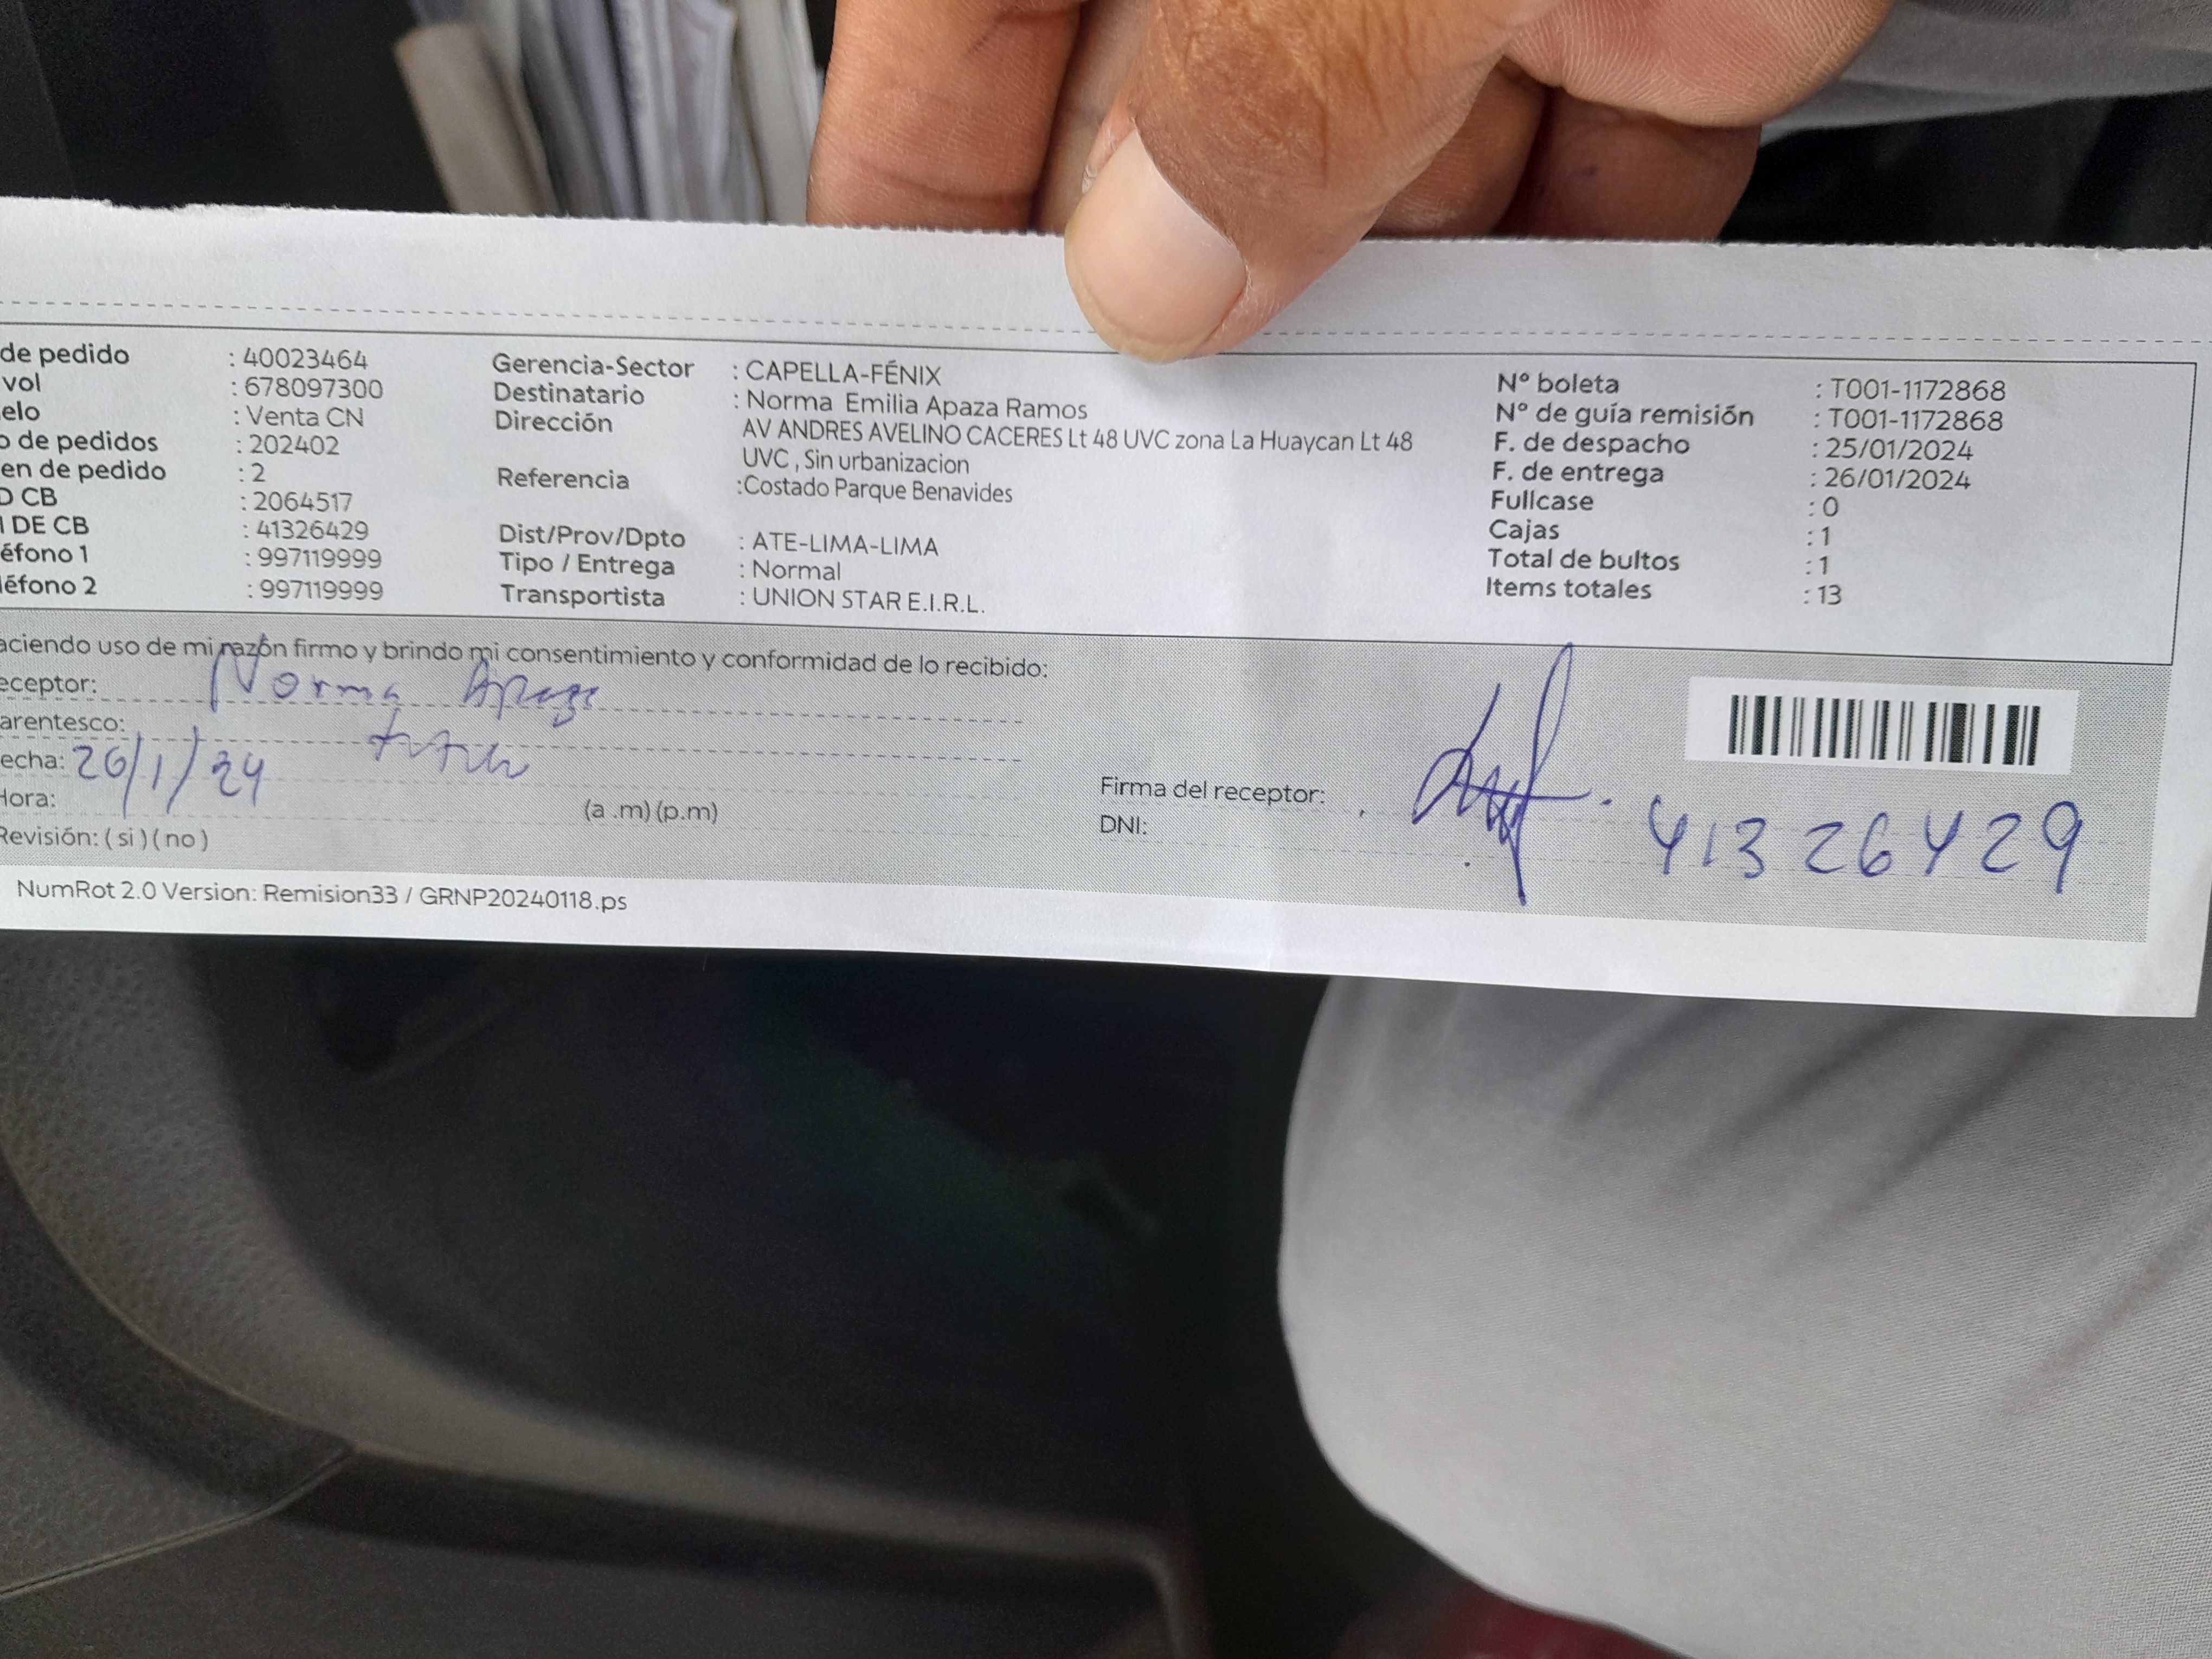 de pedido : 40023464
vol : 678097300
elo : Venta CN
o de pedidos : 202402
en de pedido : 2
D CB : 2064517
I DE CB : 41326429
éfono 1 : 997119999
léfono 2 : 997119999
Gerencia-Sector : CAPELLA-FÉNIX
Destinatario : Norma Emilia Apaza Ramos
Dirección AV ANDRES AVELINO CACERES Lt 48 UVC zona La Huaycan Lt 48
UVC , Sin urbanizacion
Referencia :Costado Parque Benavides
Dist/Prov/Dpto : ATE-LIMA-LIMA
Tipo / Entrega : Normal
Transportista : UNION STAR E.I.R.L.
Nº boleta : T001-1172868
Nº de guía remisión : T001-1172868
F. de despacho : 25/01/2024
F. de entrega : 26/01/2024
Fullcase : 0
Cajas : 1
Total de bultos : 1
Items totales : 13
aciendo uso de mi razón firmo y brindo mi consentimiento y conformidad de lo recibido:
eceptor: Norma Apaza
arentesco:
echa: 26/1/24
Hora: (a .m) (p.m)
Revisión: ( si ) ( no )
Firma del receptor:
DNI: 41326429
NumRot 2.0 Version: Remision33 / GRNP20240118.ps